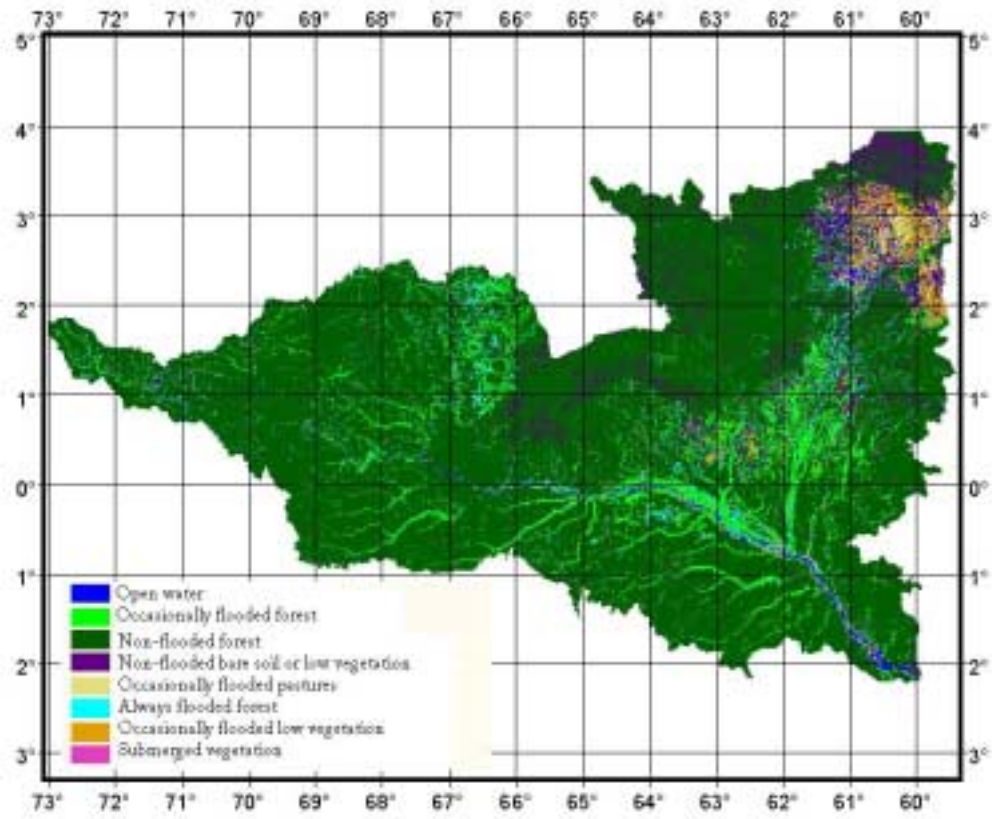 73° 72° 71° 70° 69° 68° 67° 66° 65° 64° 63° 62° 61° 60°
5° 5°
4° 4°
3° 3°
2° 2°
1° 1°
0° 0°
1° 1°
Open water
Occasionally flooded forest
Non-flooded forest
Non-flooded bare soil or low vegetation
2° 2°
Occasionally flooded pastures
Always flooded forest
Occasionally flooded low vegetation
Submerged vegetation
3° 3°
73° 72° 71° 70° 69° 68° 67° 66° 65° 64° 63° 62° 61° 60°